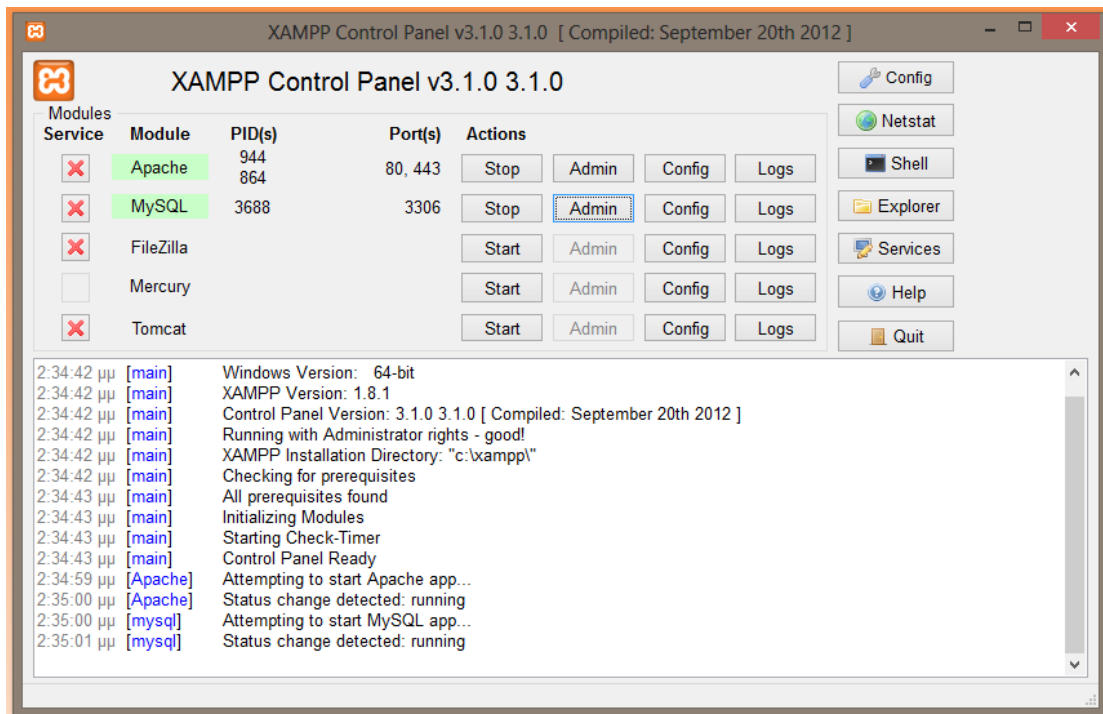 XAMPP Control Panel v3.1.0 3.1.0 [ Compiled: September 20th 2012 ]
XAMPP Control Panel v3.1.0 3.1.0
Config
Netstat
Shell
Explorer
Services
Help
Quit
Modules
Service Module PID(s) Port(s) Actions
Apache 944 864 80, 443 Stop Admin Config Logs
MySQL 3688 3306 Stop Admin Config Logs
FileZilla Start Admin Config Logs
Mercury Start Admin Config Logs
Tomcat Start Admin Config Logs
2:34:42 μμ [main] Windows Version: 64-bit
2:34:42 μμ [main] XAMPP Version: 1.8.1
2:34:42 μμ [main] Control Panel Version: 3.1.0 3.1.0 [ Compiled: September 20th 2012 ]
2:34:42 μμ [main] Running with Administrator rights - good!
2:34:42 μμ [main] XAMPP Installation Directory: "c:\xampp\"
2:34:42 μμ [main] Checking for prerequisites
2:34:43 μμ [main] All prerequisites found
2:34:43 μμ [main] Initializing Modules
2:34:43 μμ [main] Starting Check-Timer
2:34:43 μμ [main] Control Panel Ready
2:34:59 μμ [Apache] Attempting to start Apache app...
2:35:00 μμ [Apache] Status change detected: running
2:35:00 μμ [mysql] Attempting to start MySQL app...
2:35:01 μμ [mysql] Status change detected: running